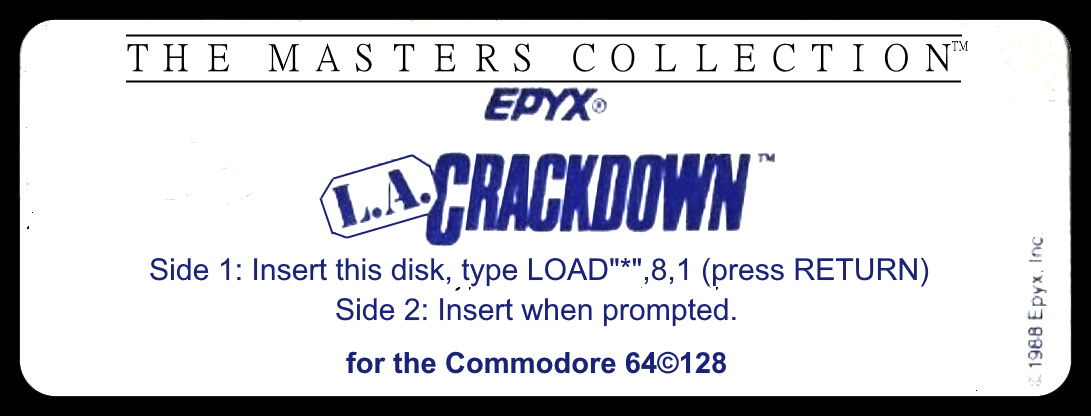 THE MASTERS COLLECTION™
EPYX®
L.A. CRACKDOWN™
Side 1: Insert this disk, type LOAD"*",8,1 (press RETURN)
Side 2: Insert when prompted.
for the Commodore 64©128
© 1988 Epyx, Inc